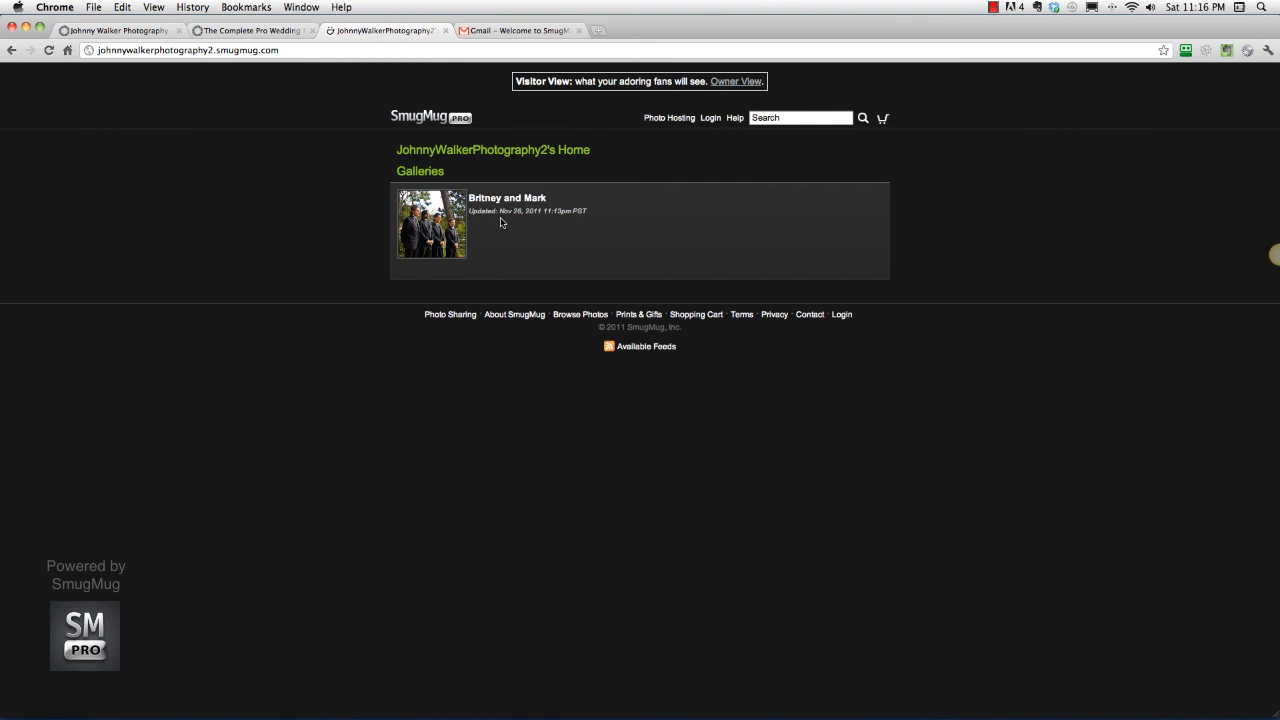 Chrome File Edit View History Bookmarks Window Help
4 Sat 11:16 PM
Johnny Walker Photography
The Complete Pro Wedding
JohnnyWalkerPhotography2'
Gmail - Welcome to SmugM
johnnywalkerphotography2.smugmug.com
Visitor View: what your adoring fans will see. Owner View.
SmugMug PRO
Photo Hosting Login Help Search
JohnnyWalkerPhotography2's Home
Galleries
Britney and Mark
Updated: Nov 26, 2011 11:13pm PST
Photo Sharing · About SmugMug · Browse Photos · Prints & Gifts · Shopping Cart · Terms · Privacy · Contact · Login
© 2011 SmugMug, Inc.
Available Feeds
Powered by
SmugMug
SM
PRO